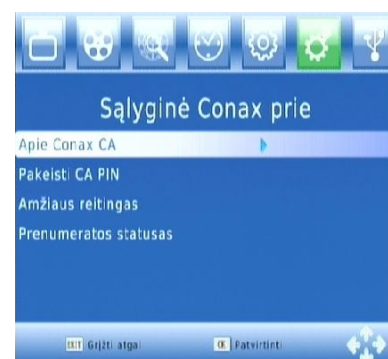 Sąlyginė Conax prie
Apie Conax CA
Pakeisti CA PIN
Amžiaus reitingas
Prenumeratos statusas
EXIT Grįžti atgal OK Patvirtinti